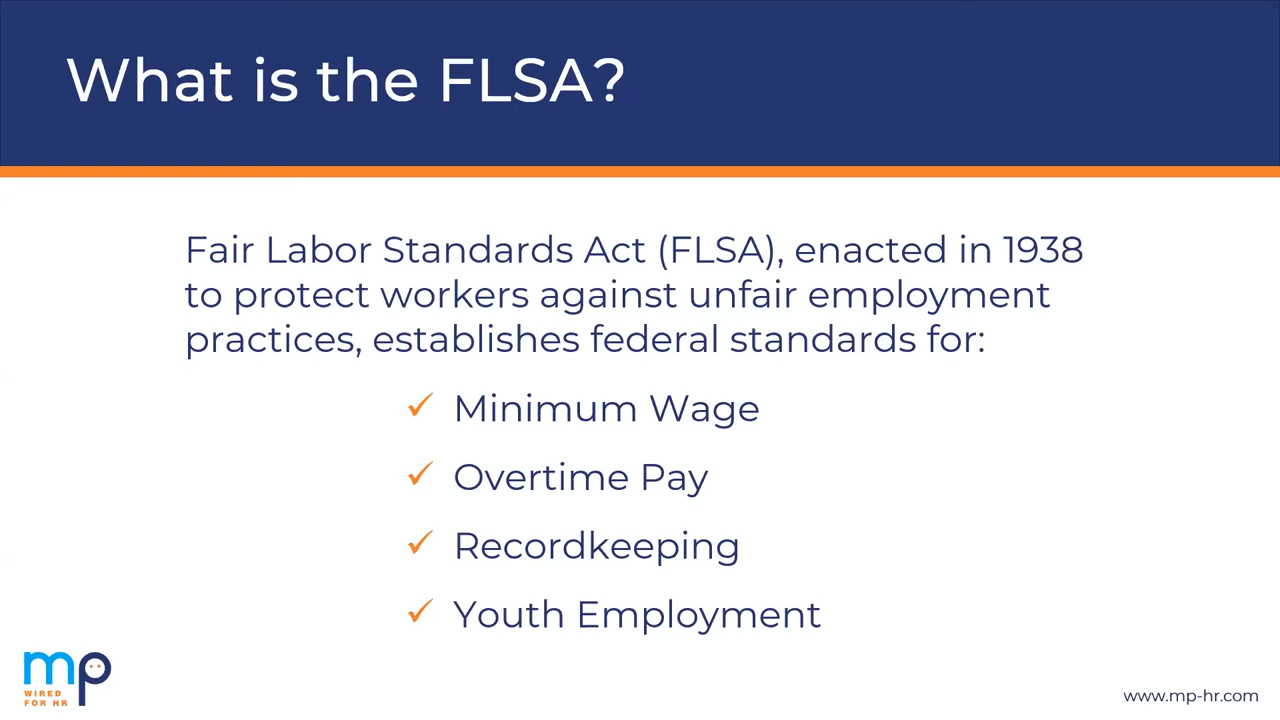 What is the FLSA?
Fair Labor Standards Act (FLSA), enacted in 1938
to protect workers against unfair employment
practices, establishes federal standards for:
✓ Minimum Wage
✓ Overtime Pay
✓ Recordkeeping
✓ Youth Employment
mp
WIRED
FOR HR
www.mp-hr.com